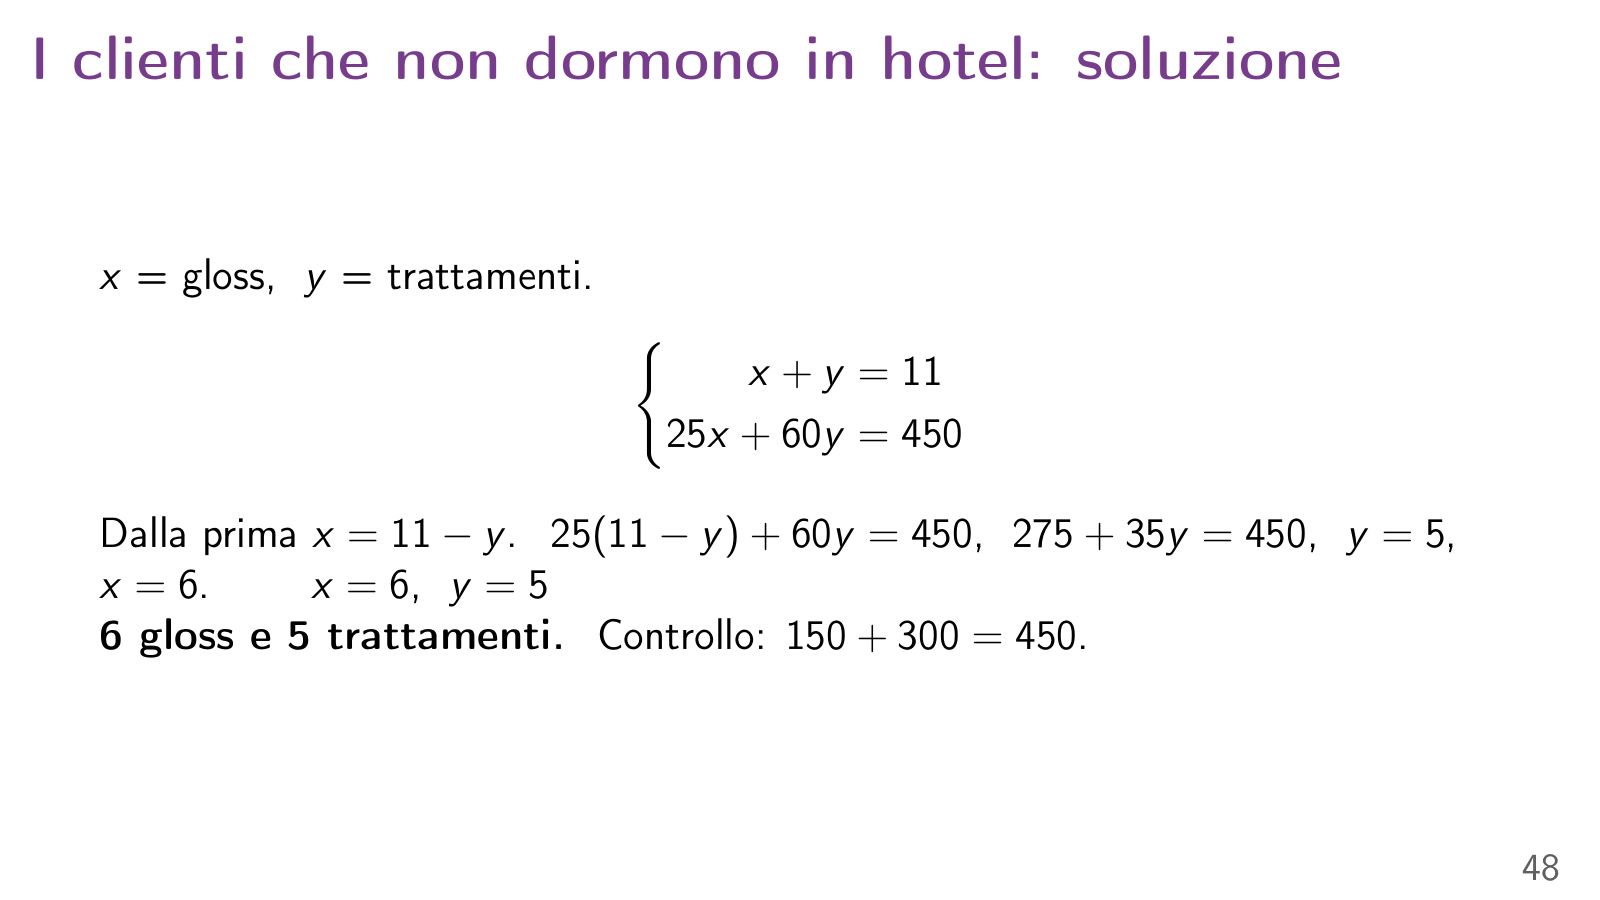 I clienti che non dormono in hotel: soluzione
x = gloss, y = trattamenti.
x + y = 11
25x + 60y = 450
Dalla prima x = 11 − y. 25(11 − y) + 60y = 450, 275 + 35y = 450, y = 5,
x = 6. x = 6, y = 5
6 gloss e 5 trattamenti. Controllo: 150 + 300 = 450.
48